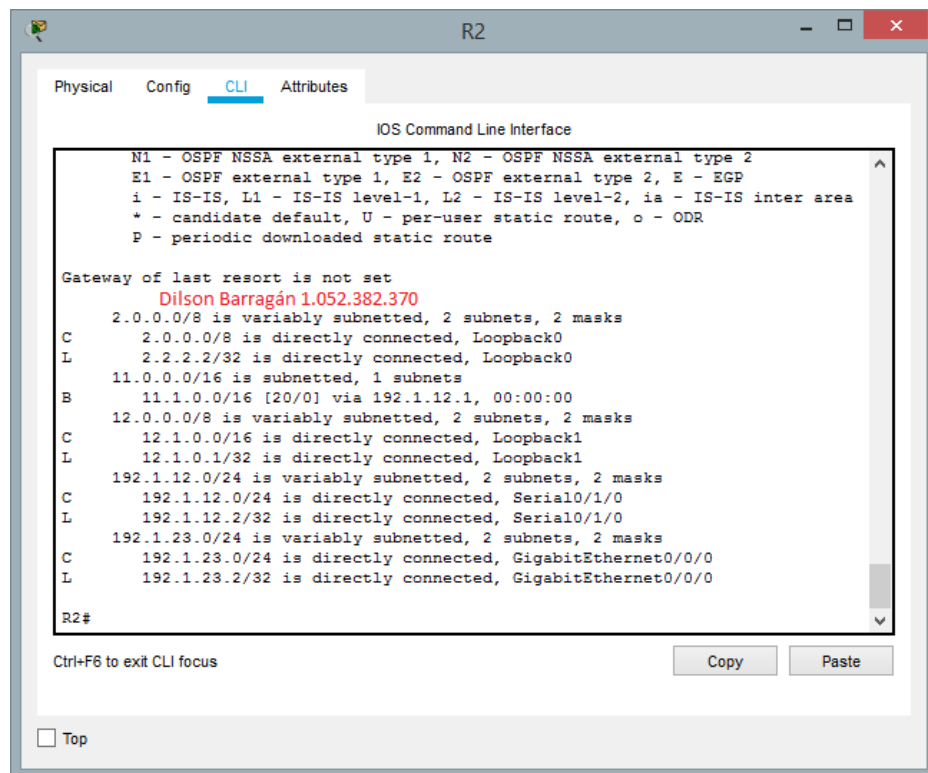 R2
Physical Config CLI Attributes
IOS Command Line Interface
N1 - OSPF NSSA external type 1, N2 - OSPF NSSA external type 2
E1 - OSPF external type 1, E2 - OSPF external type 2, E - EGP
i - IS-IS, L1 - IS-IS level-1, L2 - IS-IS level-2, ia - IS-IS inter area
* - candidate default, U - per-user static route, o - ODR
P - periodic downloaded static route
Gateway of last resort is not set
Dilson Barragán 1.052.382.370
2.0.0.0/8 is variably subnetted, 2 subnets, 2 masks
C 2.0.0.0/8 is directly connected, Loopback0
L 2.2.2.2/32 is directly connected, Loopback0
11.0.0.0/16 is subnetted, 1 subnets
B 11.1.0.0/16 [20/0] via 192.1.12.1, 00:00:00
12.0.0.0/8 is variably subnetted, 2 subnets, 2 masks
C 12.1.0.0/16 is directly connected, Loopback1
L 12.1.0.1/32 is directly connected, Loopback1
192.1.12.0/24 is variably subnetted, 2 subnets, 2 masks
C 192.1.12.0/24 is directly connected, Serial0/1/0
L 192.1.12.2/32 is directly connected, Serial0/1/0
192.1.23.0/24 is variably subnetted, 2 subnets, 2 masks
C 192.1.23.0/24 is directly connected, GigabitEthernet0/0/0
L 192.1.23.2/32 is directly connected, GigabitEthernet0/0/0
R2#
Ctrl+F6 to exit CLI focus Copy Paste
Top